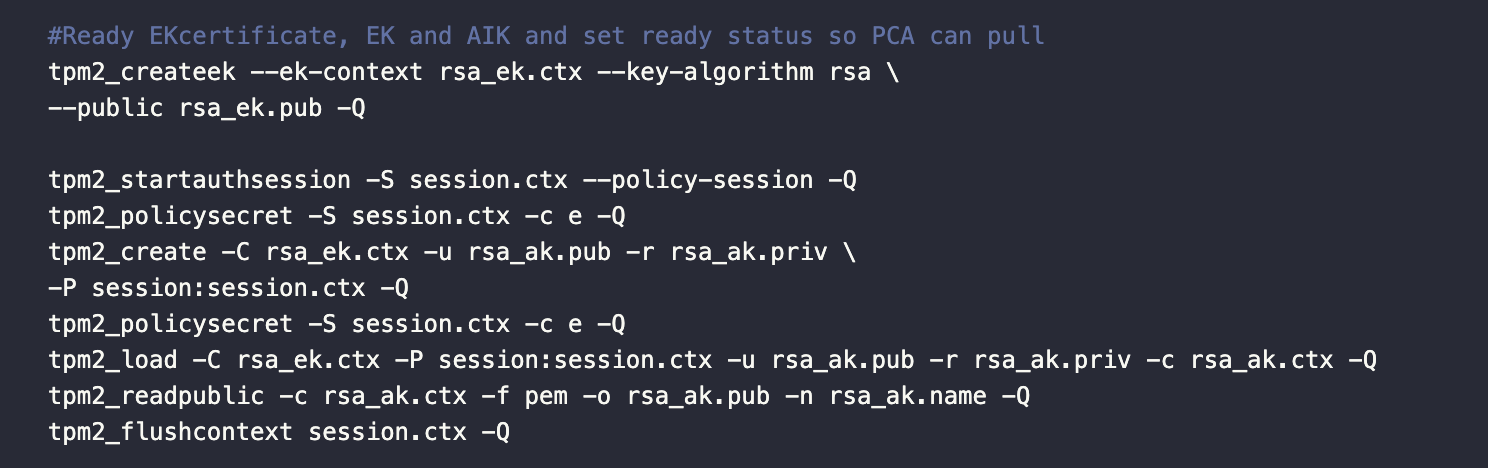 #Ready EKcertificate, EK and AIK and set ready status so PCA can pull
tpm2_createek --ek-context rsa_ek.ctx --key-algorithm rsa \
--public rsa_ek.pub -Q
tpm2_startauthsession -S session.ctx --policy-session -Q
tpm2_policysecret -S session.ctx -c e -Q
tpm2_create -C rsa_ek.ctx -u rsa_ak.pub -r rsa_ak.priv \
-P session:session.ctx -Q
tpm2_policysecret -S session.ctx -c e -Q
tpm2_load -C rsa_ek.ctx -P session:session.ctx -u rsa_ak.pub -r rsa_ak.priv -c rsa_ak.ctx -Q
tpm2_readpublic -c rsa_ak.ctx -f pem -o rsa_ak.pub -n rsa_ak.name -Q
tpm2_flushcontext session.ctx -Q